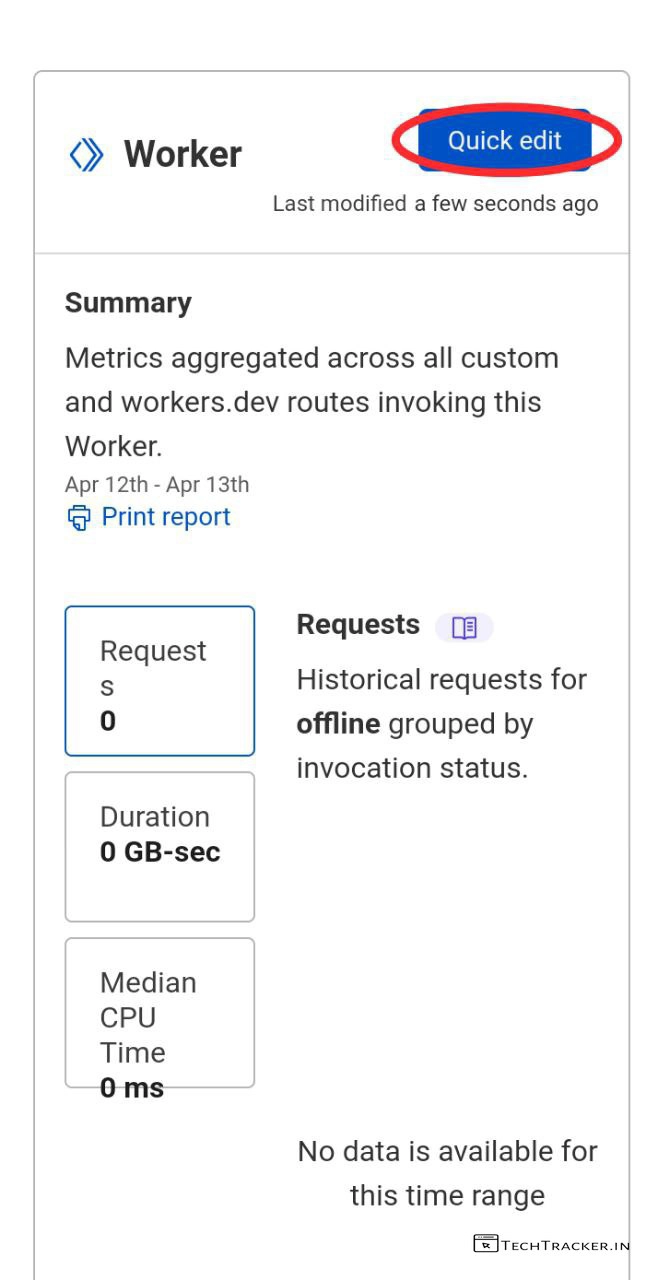 Worker
Quick edit
Last modified a few seconds ago
Summary
Metrics aggregated across all custom
and workers.dev routes invoking this
Worker.
Apr 12th - Apr 13th
Print report
Request
s
0
Duration
0 GB-sec
Median
CPU
Time
0 ms
Requests
Historical requests for
offline grouped by
invocation status.
No data is available for
this time range
TECHTRACKER.IN